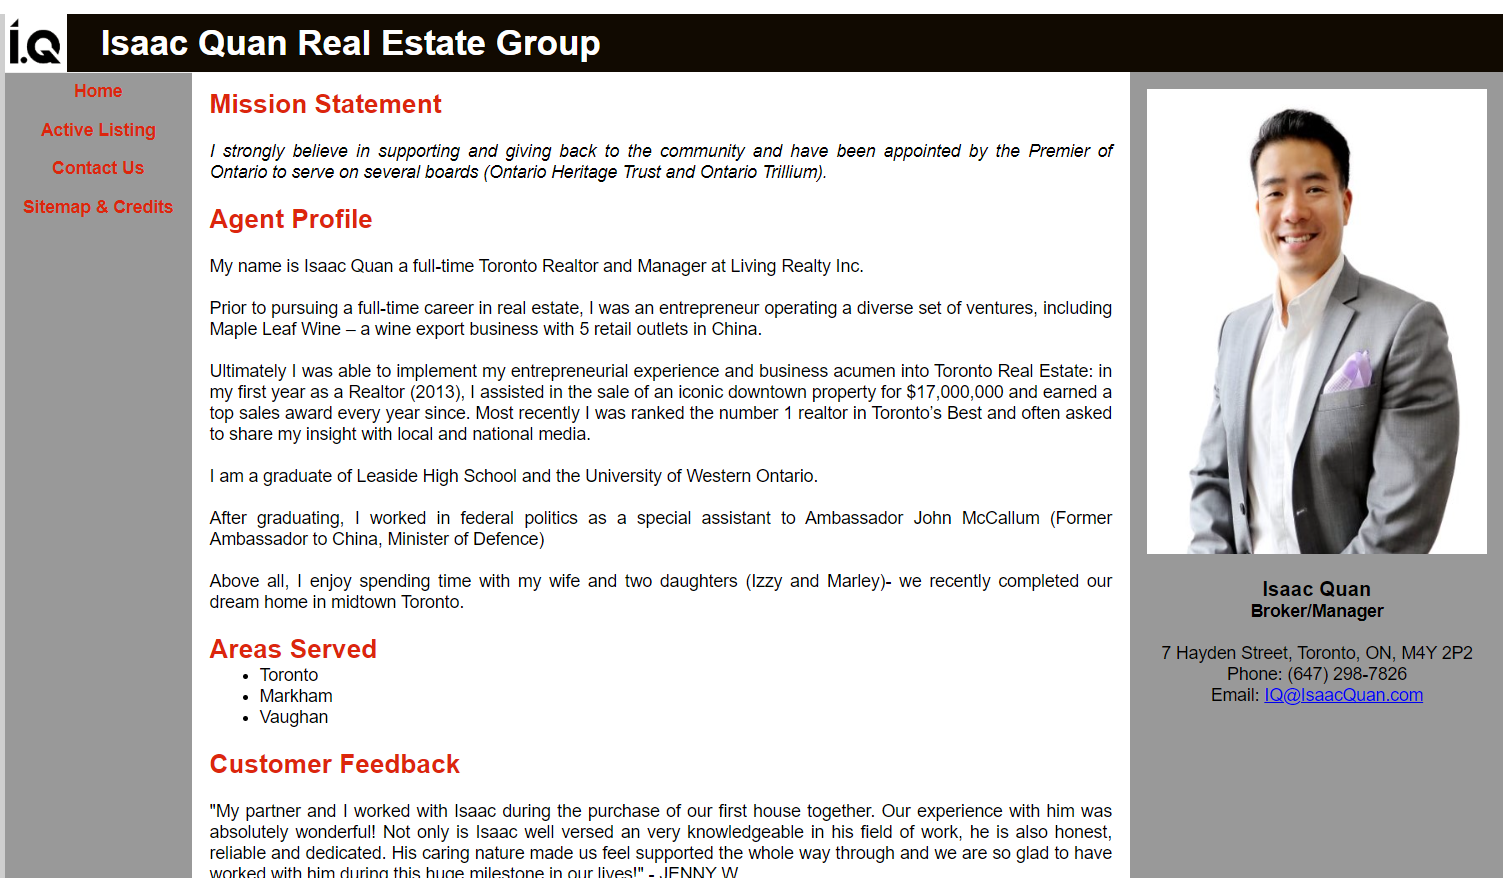 i.Q
Isaac Quan Real Estate Group
Home
Active Listing
Contact Us
Sitemap & Credits
Mission Statement
I strongly believe in supporting and giving back to the community and have been appointed by the Premier of
Ontario to serve on several boards (Ontario Heritage Trust and Ontario Trillium).
Agent Profile
My name is Isaac Quan a full-time Toronto Realtor and Manager at Living Realty Inc.
Prior to pursuing a full-time career in real estate, I was an entrepreneur operating a diverse set of ventures, including
Maple Leaf Wine – a wine export business with 5 retail outlets in China.
Ultimately I was able to implement my entrepreneurial experience and business acumen into Toronto Real Estate: in
my first year as a Realtor (2013), I assisted in the sale of an iconic downtown property for $17,000,000 and earned a
top sales award every year since. Most recently I was ranked the number 1 realtor in Toronto’s Best and often asked
to share my insight with local and national media.
I am a graduate of Leaside High School and the University of Western Ontario.
After graduating, I worked in federal politics as a special assistant to Ambassador John McCallum (Former
Ambassador to China, Minister of Defence)
Above all, I enjoy spending time with my wife and two daughters (Izzy and Marley)- we recently completed our
dream home in midtown Toronto.
Areas Served
• Toronto
• Markham
• Vaughan
Customer Feedback
"My partner and I worked with Isaac during the purchase of our first house together. Our experience with him was
absolutely wonderful! Not only is Isaac well versed an very knowledgeable in his field of work, he is also honest,
reliable and dedicated. His caring nature made us feel supported the whole way through and we are so glad to have
worked with him during this huge milestone in our lives!" - JENNY W
Isaac Quan
Broker/Manager
7 Hayden Street, Toronto, ON, M4Y 2P2
Phone: (647) 298-7826
Email: IQ@IsaacQuan.com